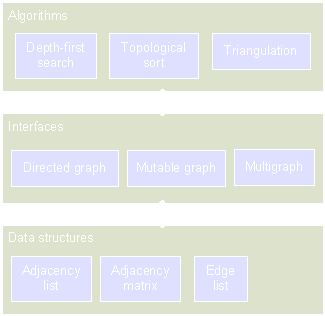 Algorithms
Depth-first
search
Topological
sort
Triangulation
Interfaces
Directed graph
Mutable graph
Multigraph
Data structures
Adjacency
list
Adjacency
matrix
Edge
list